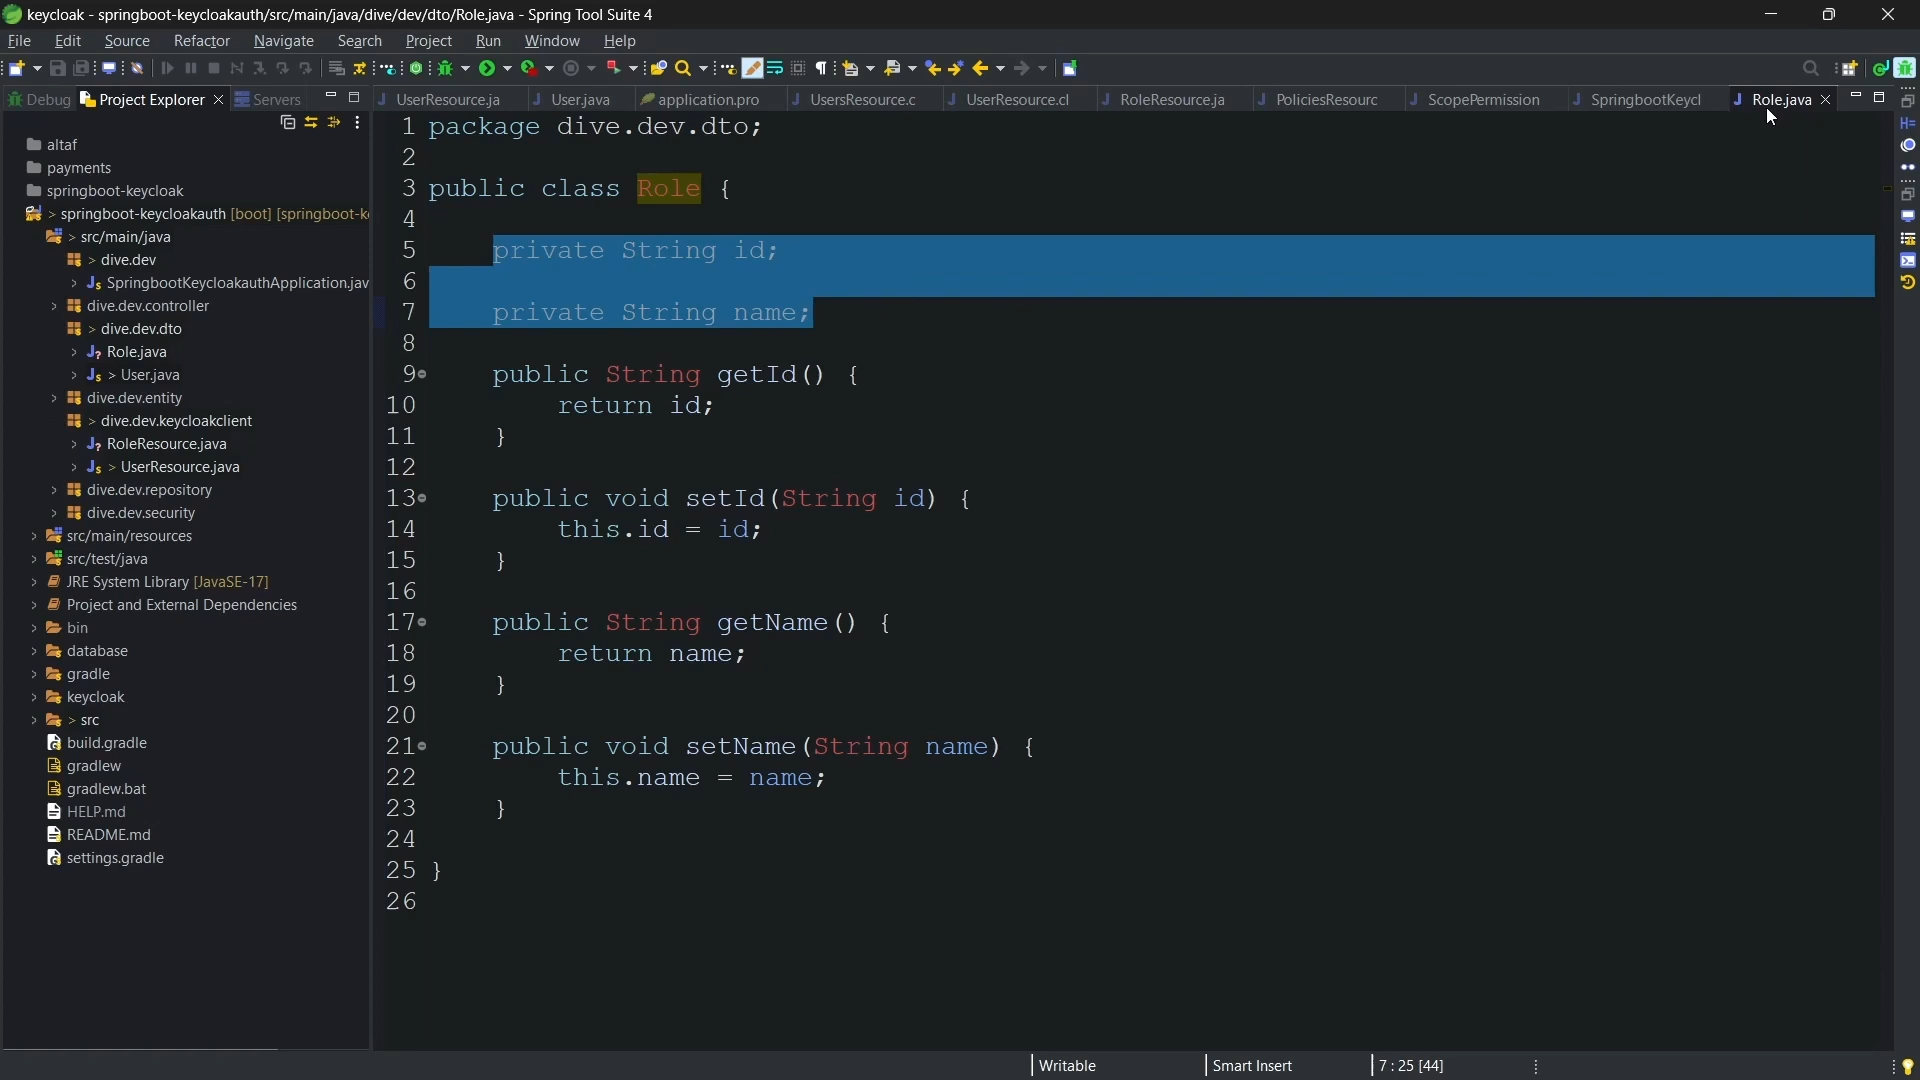 keycloak - springboot-keycloakauth/src/main/java/dive/dev/dto/Role.java - Spring Tool Suite 4
File Edit Source Refactor Navigate Search Project Run Window Help
Debug Project Explorer Servers UserResource.ja User.java application.pro UsersResource.c UserResource.cl RoleResource.ja PoliciesResourc ScopePermission SpringbootKeycl Role.java
altaf
payments
springboot-keycloak
> springboot-keycloakauth [boot] [springboot-k
> src/main/java
> dive.dev
> SpringbootKeycloakauthApplication.jav
> dive.dev.controller
> dive.dev.dto
> Role.java
> > User.java
> dive.dev.entity
> dive.dev.keycloakclient
> RoleResource.java
> > UserResource.java
> dive.dev.repository
> dive.dev.security
> src/main/resources
> src/test/java
> JRE System Library [JavaSE-17]
> Project and External Dependencies
> bin
> database
> gradle
> keycloak
> > src
build.gradle
gradlew
gradlew.bat
HELP.md
README.md
settings.gradle
1 package dive.dev.dto;
2
3 public class Role {
4
5 private String id;
6
7 private String name;
8
9 public String getId() {
10 return id;
11 }
12
13 public void setId(String id) {
14 this.id = id;
15 }
16
17 public String getName() {
18 return name;
19 }
20
21 public void setName(String name) {
22 this.name = name;
23 }
24
25 }
26
Writable Smart Insert 7 : 25 [44]